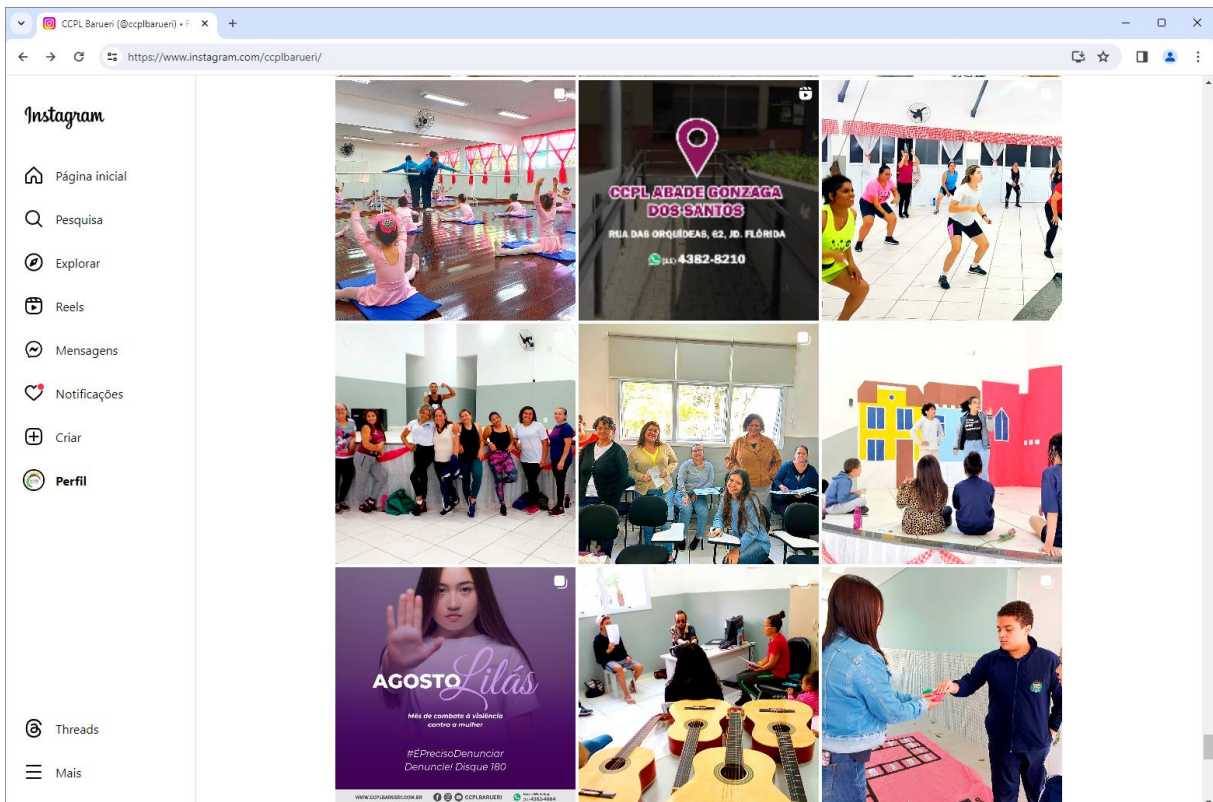 CCPL Barueri (@ccplbarueri) • F
https://www.instagram.com/ccplbarueri/
Instagram
Página inicial
Pesquisa
Explorar
Reels
Mensagens
Notificações
Criar
Perfil
Threads
Mais
CCPL ABADE GONZAGA
DOS SANTOS
RUA DAS ORQUÍDEAS, 62, JD. FLÓRIDA
(11) 4382-8210
AGOSTO Lilás
Mês de combate à violência
contra a mulher
#ÉPrecisoDenunciar
Denuncie! Disque 180
WWW.CCPLBARUERI.COM.BR CCPLBARUERI